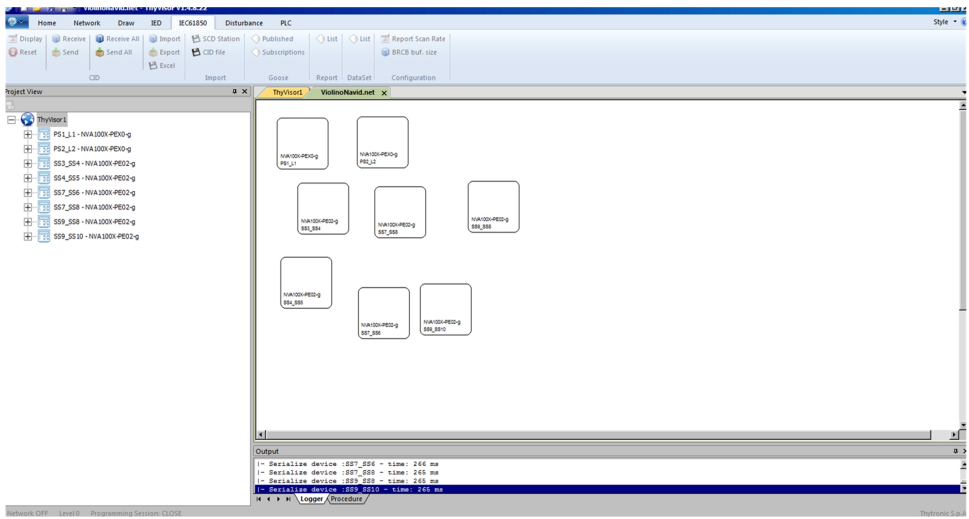 ViolinoNavid.net - ThyVisor V1.4.8.22
Home Network Draw IED IEC61850 Disturbance PLC Style
Display Receive Receive All Import SCD Station Published List List Report Scan Rate
Reset Send Send All Export CID file Subscriptions BRCB buf. size
Excel
CID Import Goose Report DataSet Configuration
Project View
ThyVisor1 ViolinoNavid.net
ThyVisor1
PS1_L1 - NVA100X-PEX0-g
PS2_L2 - NVA100X-PEX0-g
SS3_SS4 - NVA100X-PE02-g
SS4_SS5 - NVA100X-PE02-g
SS7_SS6 - NVA100X-PE02-g
SS7_SS8 - NVA100X-PE02-g
SS9_SS8 - NVA100X-PE02-g
SS9_SS10 - NVA100X-PE02-g
NVA100X-PEX0-g
PS1_L1
NVA100X-PEX0-g
PS2_L2
NVA100X-PE02-g
SS3_SS4
NVA100X-PE02-g
SS7_SS8
NVA100X-PE02-g
SS9_SS8
NVA100X-PE02-g
SS4_SS5
NVA100X-PE02-g
SS7_SS6
NVA100X-PE02-g
SS9_SS10
Output
|- Serialize device :SS7_SS6 - time: 266 ms
|- Serialize device :SS7_SS8 - time: 265 ms
|- Serialize device :SS9_SS8 - time: 265 ms
|- Serialize device :SS9_SS10 - time: 265 ms
Logger Procedure
Network OFF Level 0 Programming Session: CLOSE Thytronic S.p.A